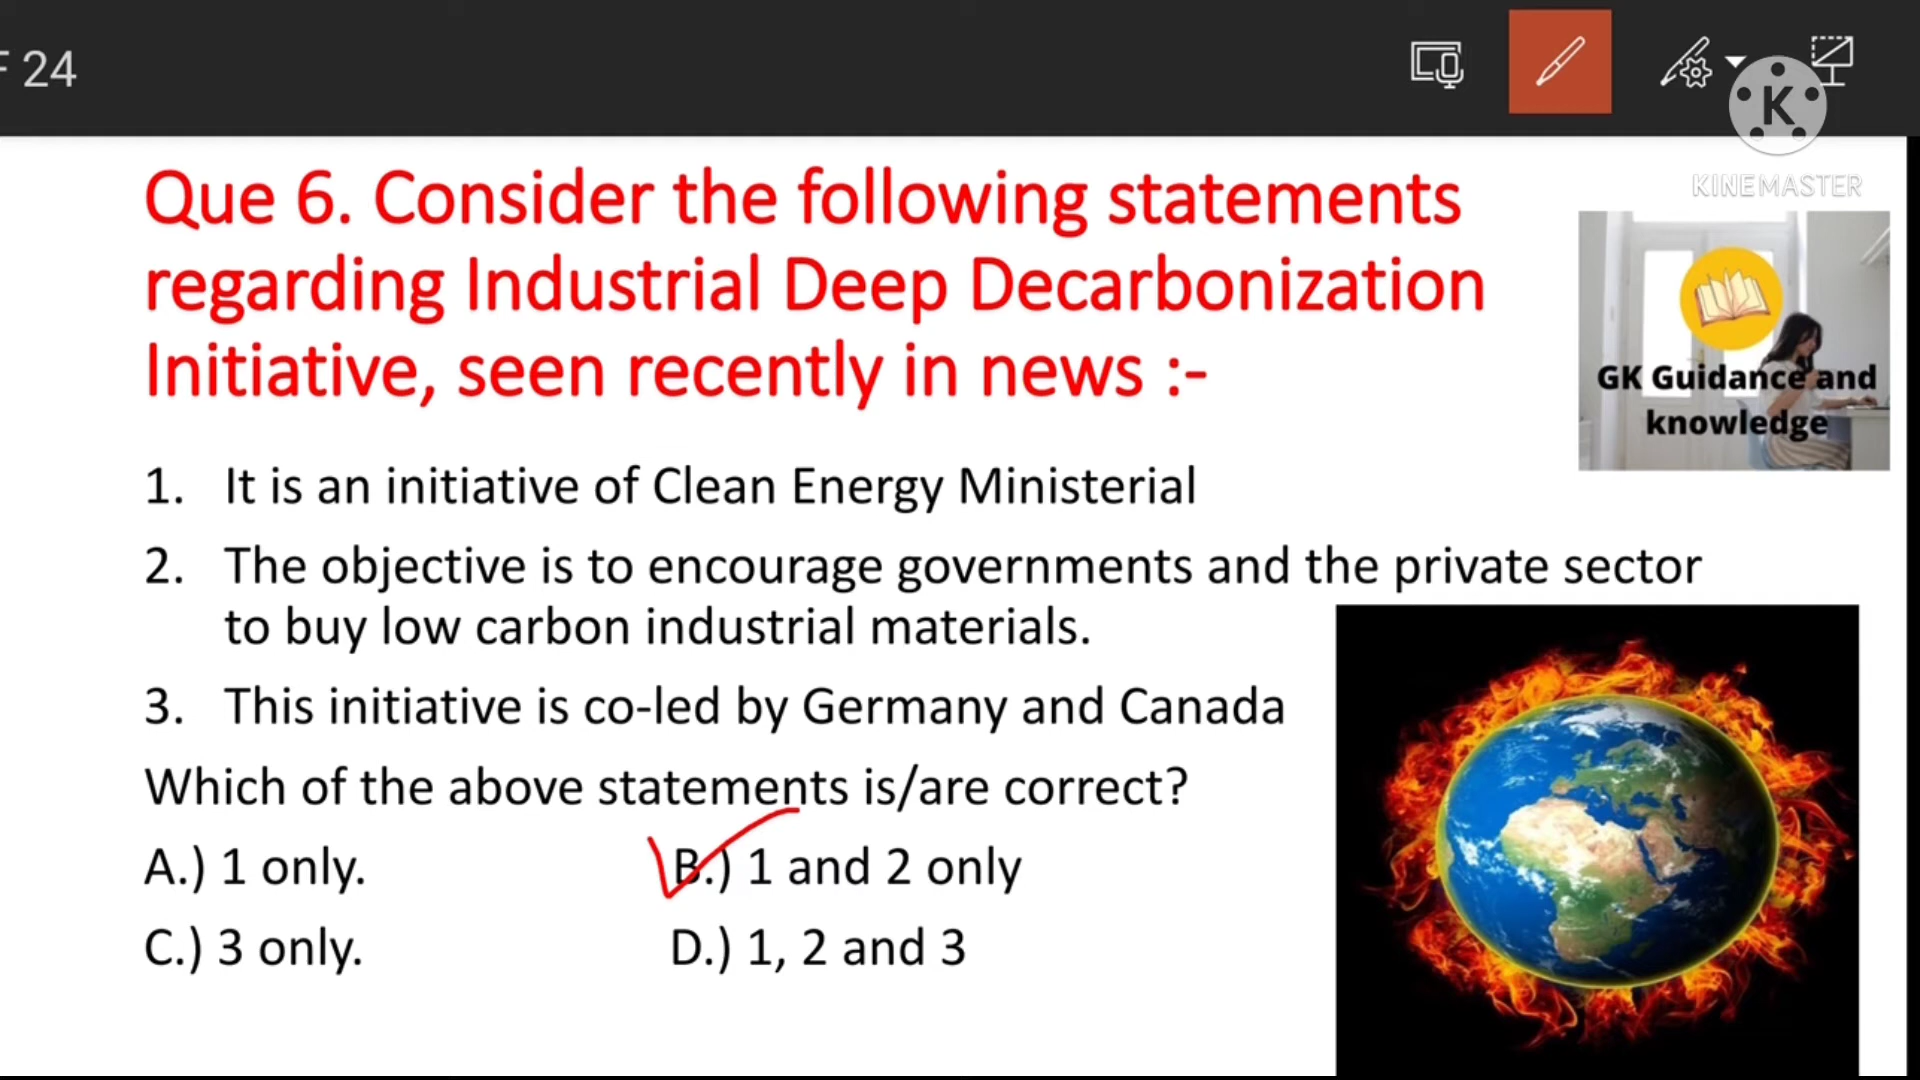 24
K
KINEMASTER
Que 6. Consider the following statements
regarding Industrial Deep Decarbonization
Initiative, seen recently in news :-
GK Guidance and
knowledge
1. It is an initiative of Clean Energy Ministerial
2. The objective is to encourage governments and the private sector
to buy low carbon industrial materials.
3. This initiative is co-led by Germany and Canada
Which of the above statements is/are correct?
A.) 1 only. B.) 1 and 2 only
C.) 3 only. D.) 1, 2 and 3